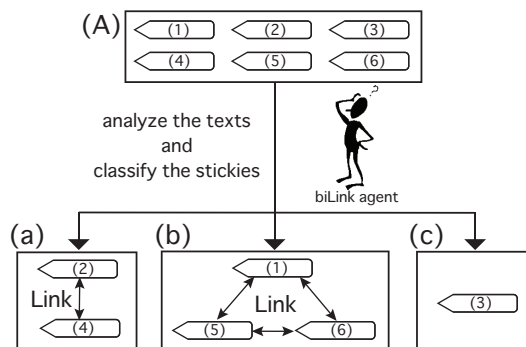 (A)
(1) (2) (3)
(4) (5) (6)
?
analyze the texts
and
classify the stickies
biLink agent
(a) (b) (c)
(2) (1)
Link Link (3)
(4) (5) (6)